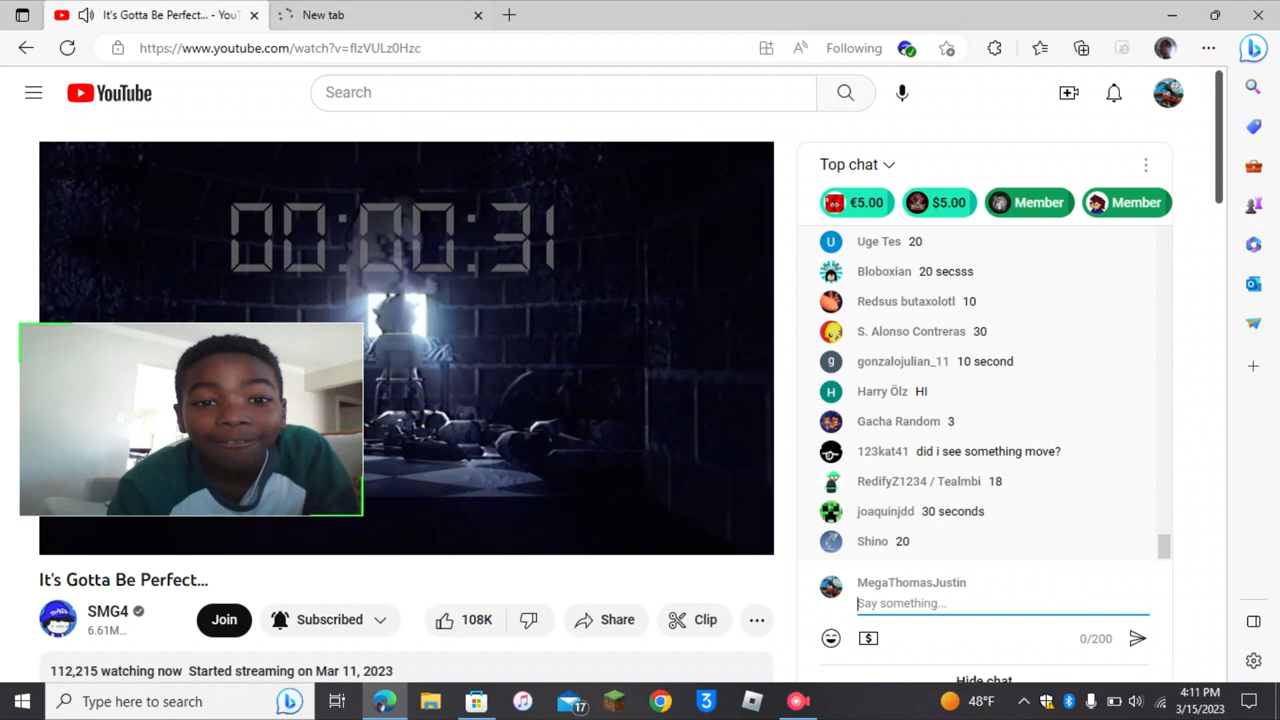 It's Gotta Be Perfect... - YouT
New tab
https://www.youtube.com/watch?v=flzVULz0Hzc
Following
YouTube
Search
00:00:31
Top chat
€5.00
$5.00
Member
Member
Uge Tes 20
Bloboxian 20 secsss
Redsus butaxolotl 10
S. Alonso Contreras 30
gonzalojulian_11 10 second
Harry Ölz HI
Gacha Random 3
123kat41 did i see something move?
RedifyZ1234 / Tealmbi 18
joaquinjdd 30 seconds
Shino 20
MegaThomasJustin
Say something...
0/200
Hide chat
It's Gotta Be Perfect...
SMG4
6.61M...
Join
Subscribed
108K
Share
Clip
112,215 watching now Started streaming on Mar 11, 2023
Type here to search
17
3
48°F
4:11 PM
3/15/2023